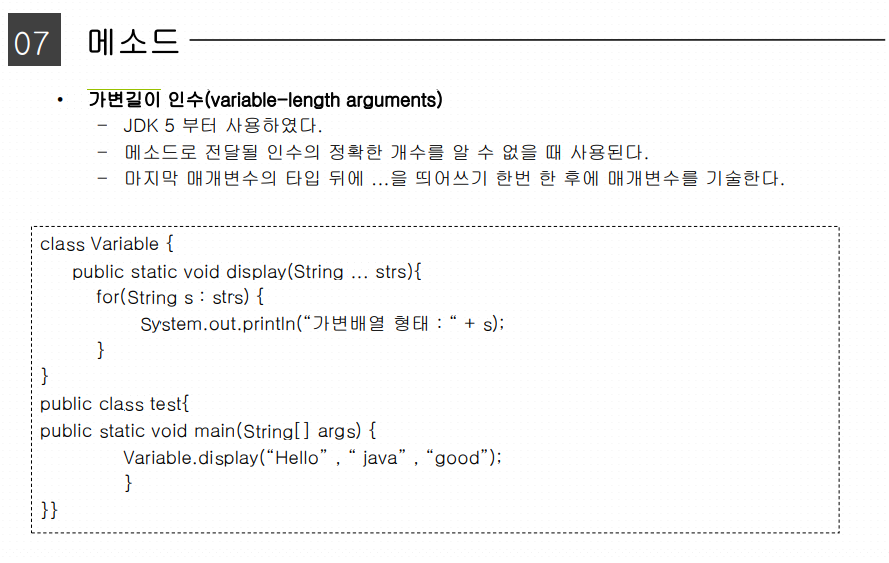 07 메소드
• 가변길이 인수(variable-length arguments)
– JDK 5 부터 사용하였다.
– 메소드로 전달될 인수의 정확한 개수를 알 수 없을 때 사용된다.
– 마지막 매개변수의 타입 뒤에 …을 띄어쓰기 한번 한 후에 매개변수를 기술한다.
class Variable {
public static void display(String … strs){
for(String s : strs) {
System.out.println(“가변배열 형태 : “ + s);
}
}
public class test{
public static void main(String[] args) {
Variable.display(“Hello” , “ java” , “good”);
}
}}